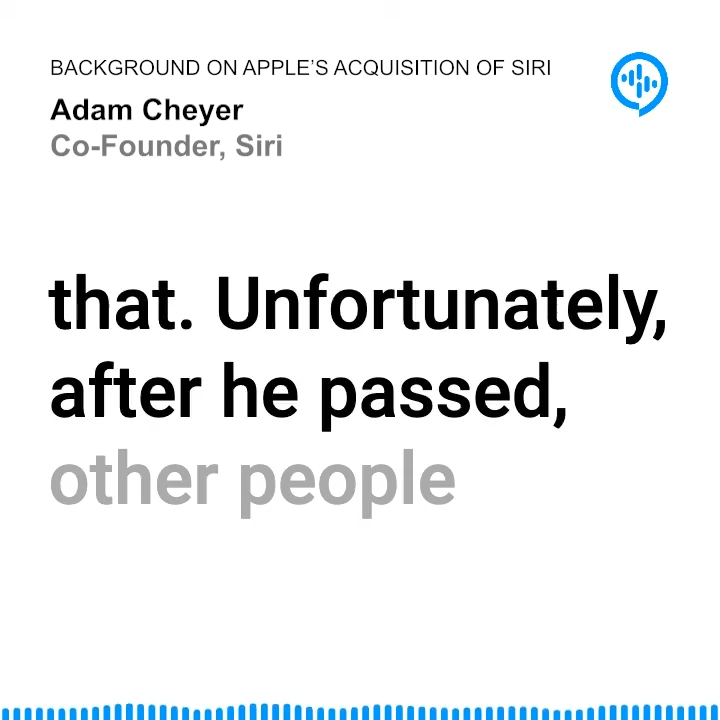 BACKGROUND ON APPLE’S ACQUISITION OF SIRI
Adam Cheyer
Co-Founder, Siri
that. Unfortunately,
after he passed,
other people